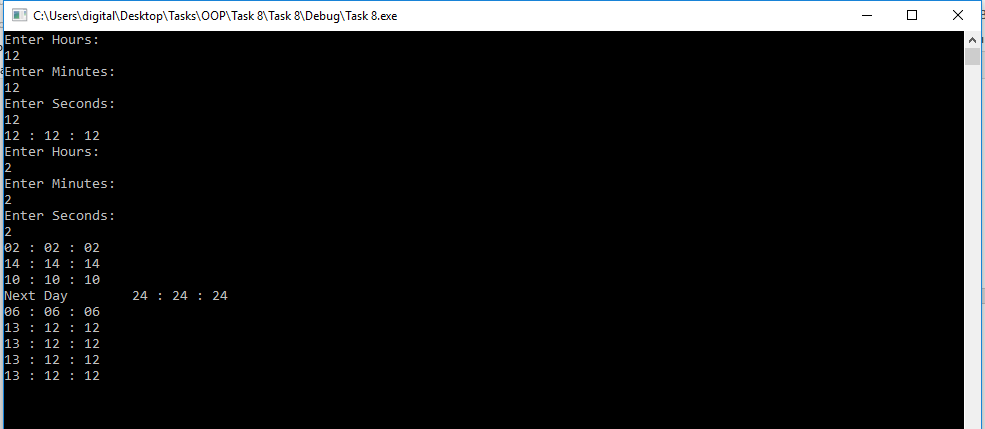 C:\Users\digital\Desktop\Tasks\OOP\Task 8\Task 8\Debug\Task 8.exe
Enter Hours:
12
Enter Minutes:
12
Enter Seconds:
12
12 : 12 : 12
Enter Hours:
2
Enter Minutes:
2
Enter Seconds:
2
02 : 02 : 02
14 : 14 : 14
10 : 10 : 10
Next Day        24 : 24 : 24
06 : 06 : 06
13 : 12 : 12
13 : 12 : 12
13 : 12 : 12
13 : 12 : 12